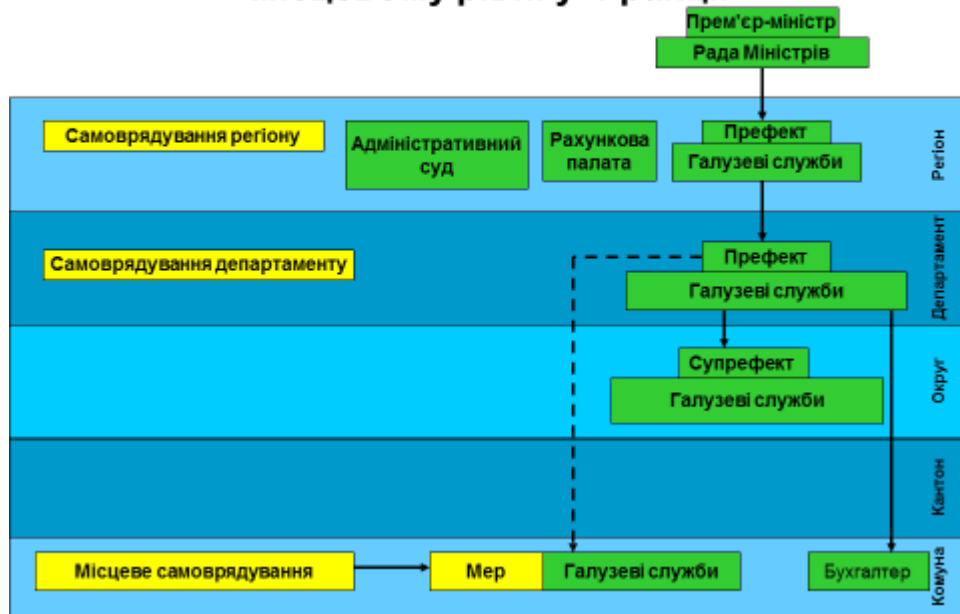 Прем'єр-міністр
Рада Міністрів
Самоврядування регіону
Адміністративний
суд
Рахункова
палата
Префект
Галузеві служби
Регіон
Самоврядування департаменту
Префект
Галузеві служби
Департамент
Супрефект
Галузеві служби
Округ
Кантон
Місцеве самоврядування
Мер
Галузеві служби
Бухгалтер
Комуна